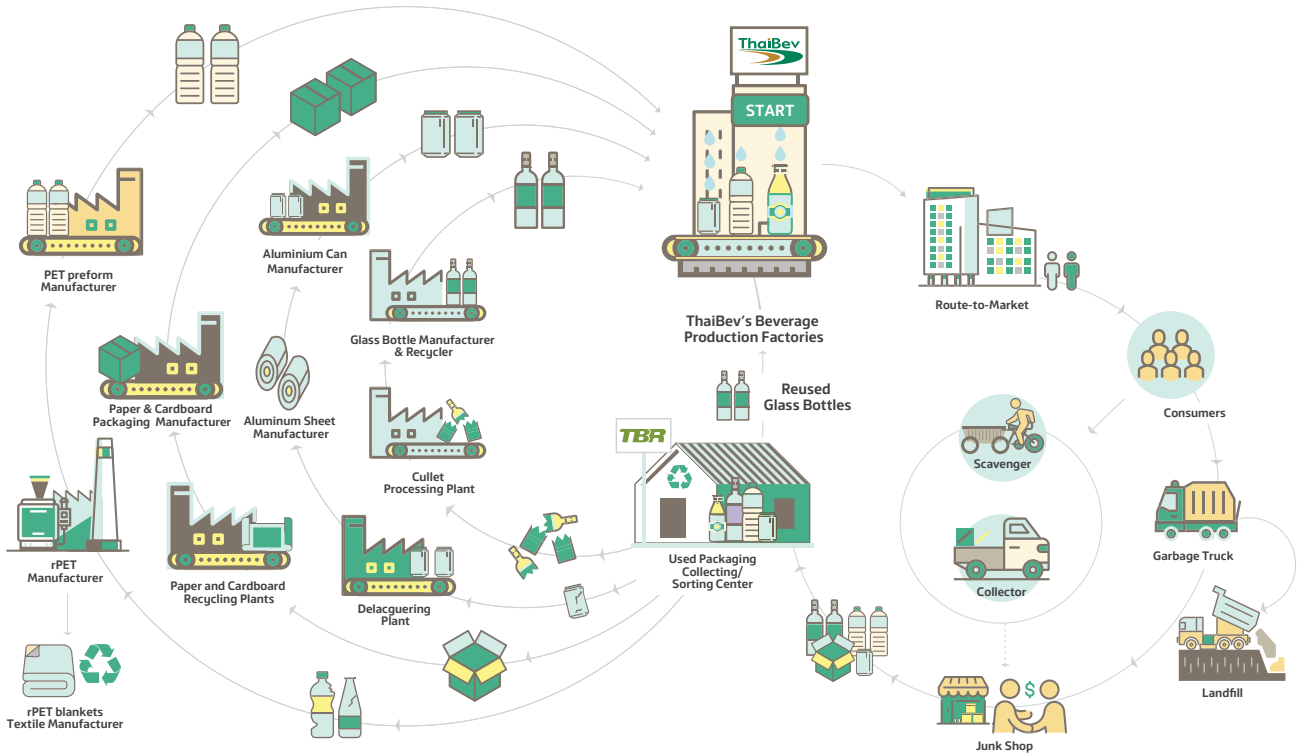 ThaiBev
START
PET preform
Manufacturer
Aluminium Can
Manufacturer
Glass Bottle Manufacturer
& Recycler
ThaiBev's Beverage
Production Factories
Route-to-Market
Paper & Cardboard
Packaging Manufacturer
Aluminum Sheet
Manufacturer
Reused
Glass Bottles
Consumers
TBR
Scavenger
Cullet
Processing Plant
rPET
Manufacturer
Paper and Cardboard
Recycling Plants
Delacguering
Plant
Used Packaging
Collecting/
Sorting Center
Collector
Garbage Truck
$
Landfill
rPET blankets
Textile Manufacturer
Junk Shop